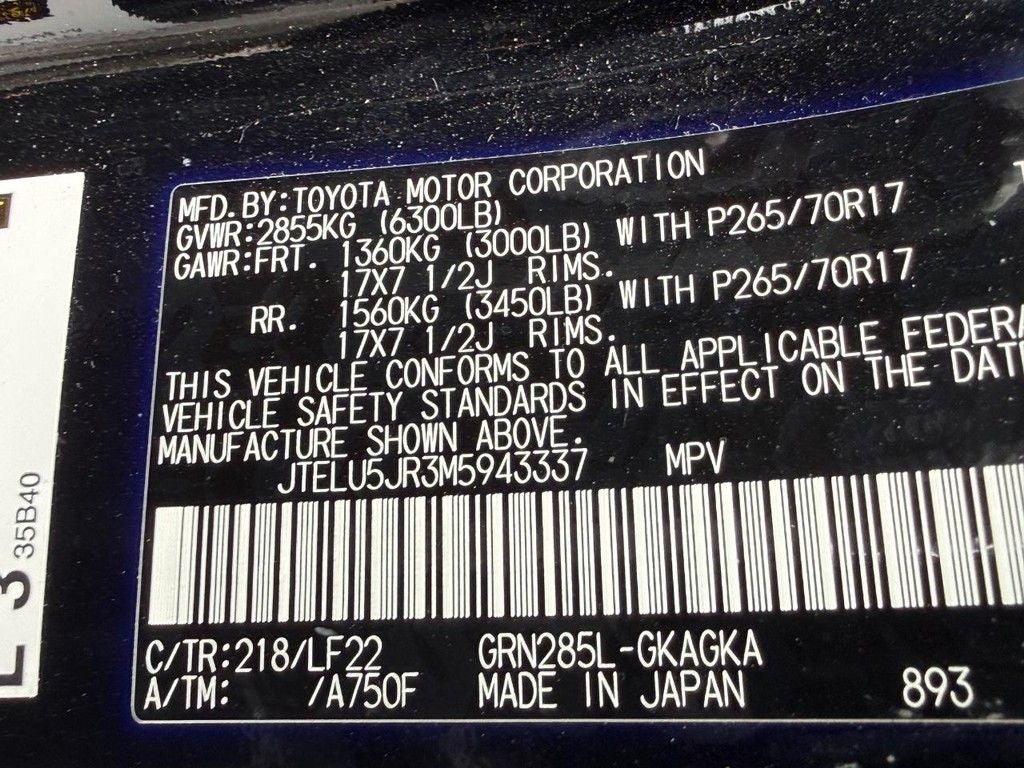 MFD.BY:TOYOTA MOTOR CORPORATION
GVWR:2855KG (6300LB)
GAWR:FRT. 1360KG (3000LB) WITH P265/70R17
17X7 1/2J RIMS.
RR. 1560KG (3450LB) WITH P265/70R17
17X7 1/2J RIMS.
THIS VEHICLE CONFORMS TO ALL APPLICABLE FEDERA
VEHICLE SAFETY STANDARDS IN EFFECT ON THE DAT
MANUFACTURE SHOWN ABOVE.
JTELU5JR3M5943337 MPV
C/TR:218/LF22 GRN285L-GKAGKA
A/TM: /A750F MADE IN JAPAN 893
35B40
3